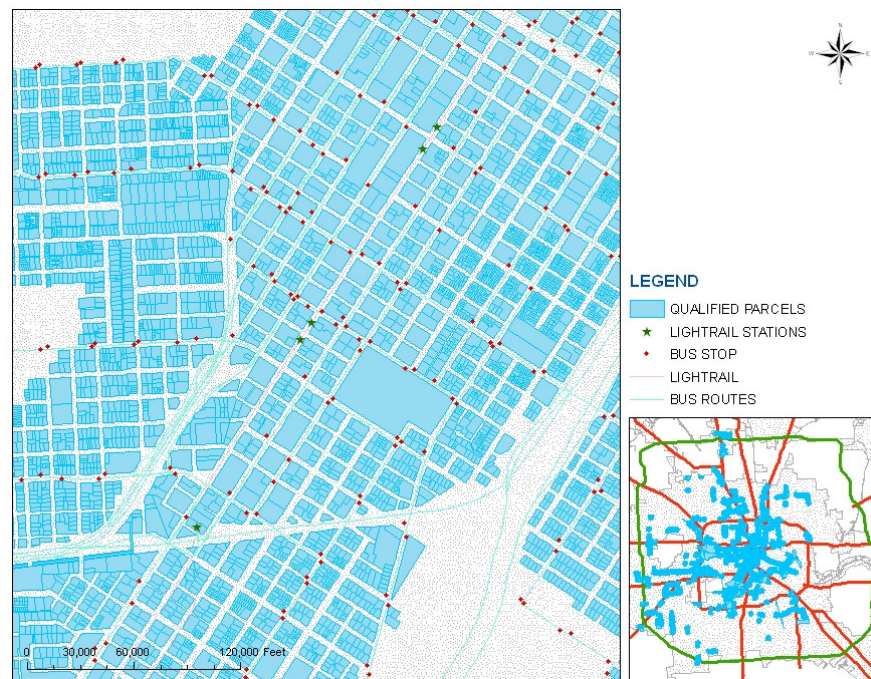 N
W
E
LEGEND
QUALIFIED PARCELS
LIGHTRAIL STATIONS
BUS STOP
LIGHTRAIL
BUS ROUTES
0 30,000 60,000 120,000 Feet